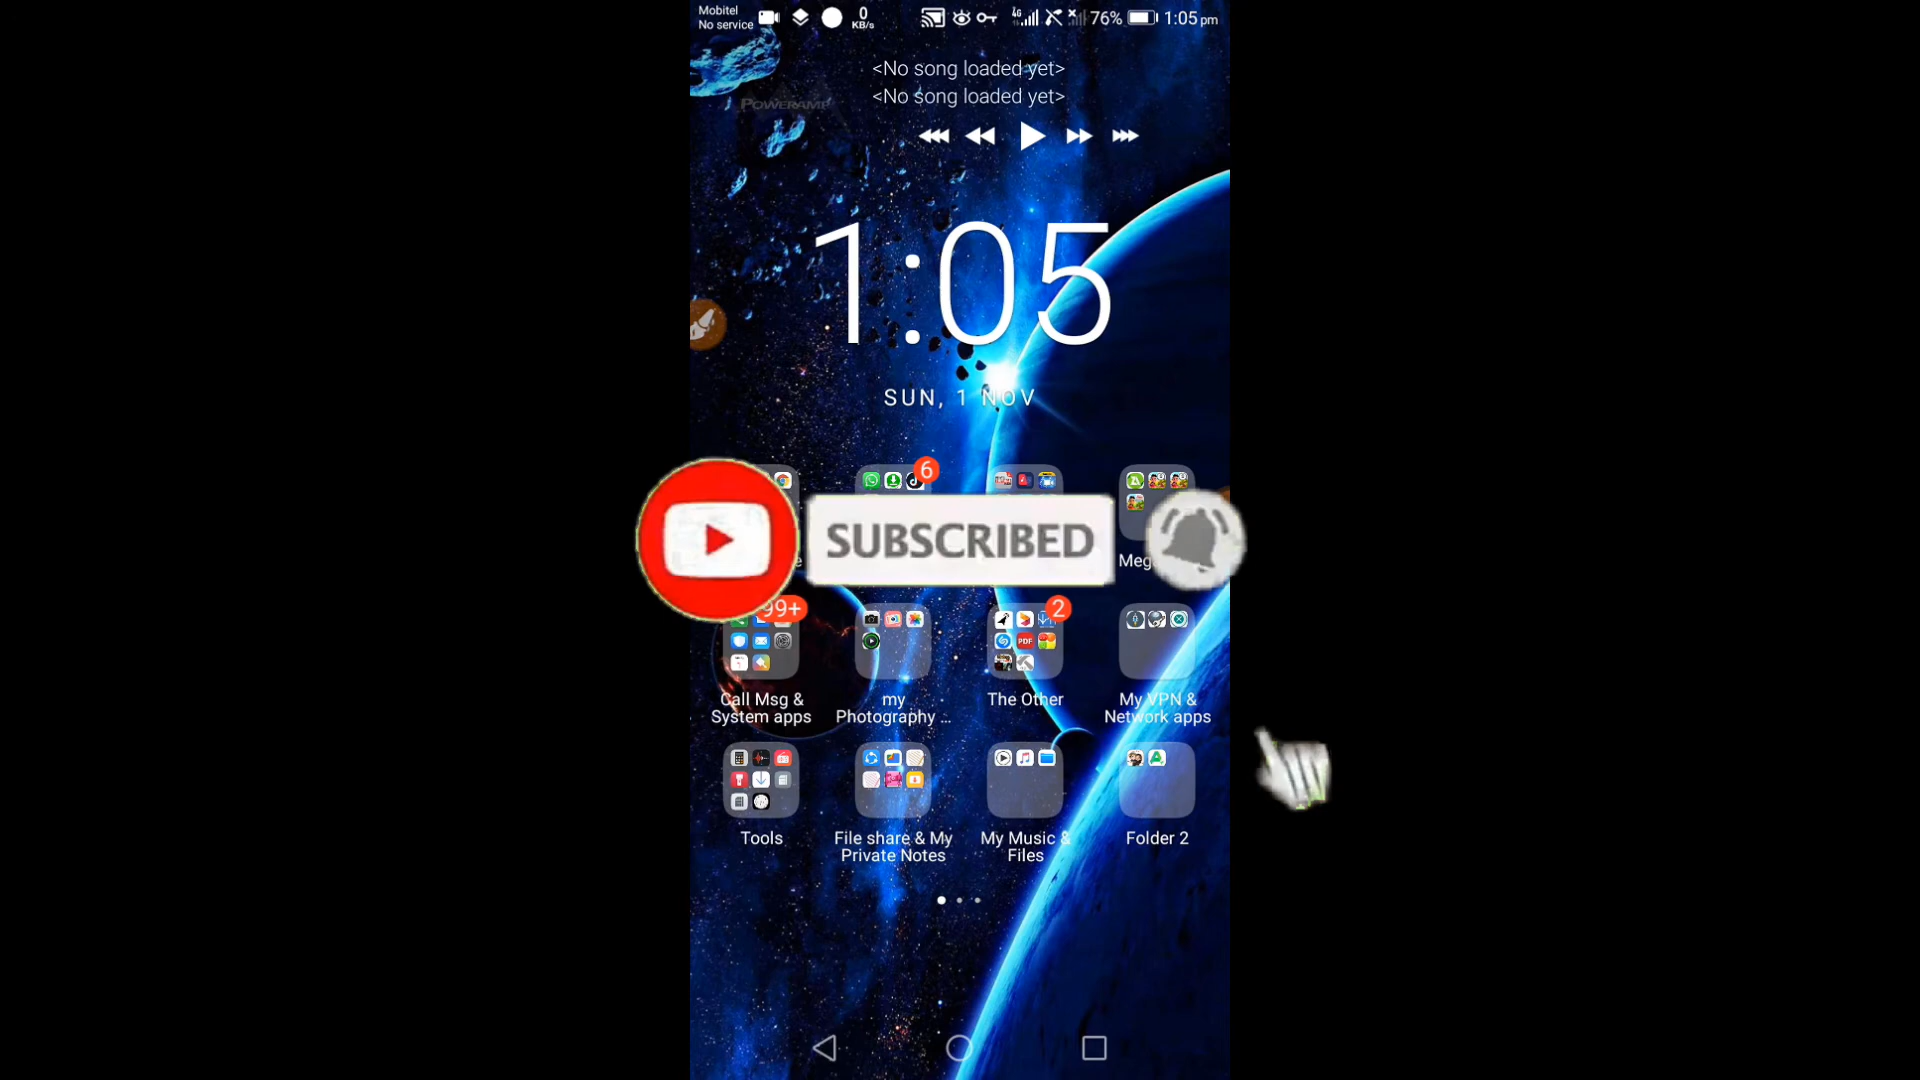 Mobitel
No service
0
KB/s
4G
76%
1:05 pm
<No song loaded yet>
<No song loaded yet>
POWERAMP
1:05
SUN, 1 NOV
6
SUBSCRIBED
99+
2
PDF
Call Msg &
System apps
my
Photography ...
The Other
My VPN &
Network apps
Tools
File share & My
Private Notes
My Music &
Files
Folder 2